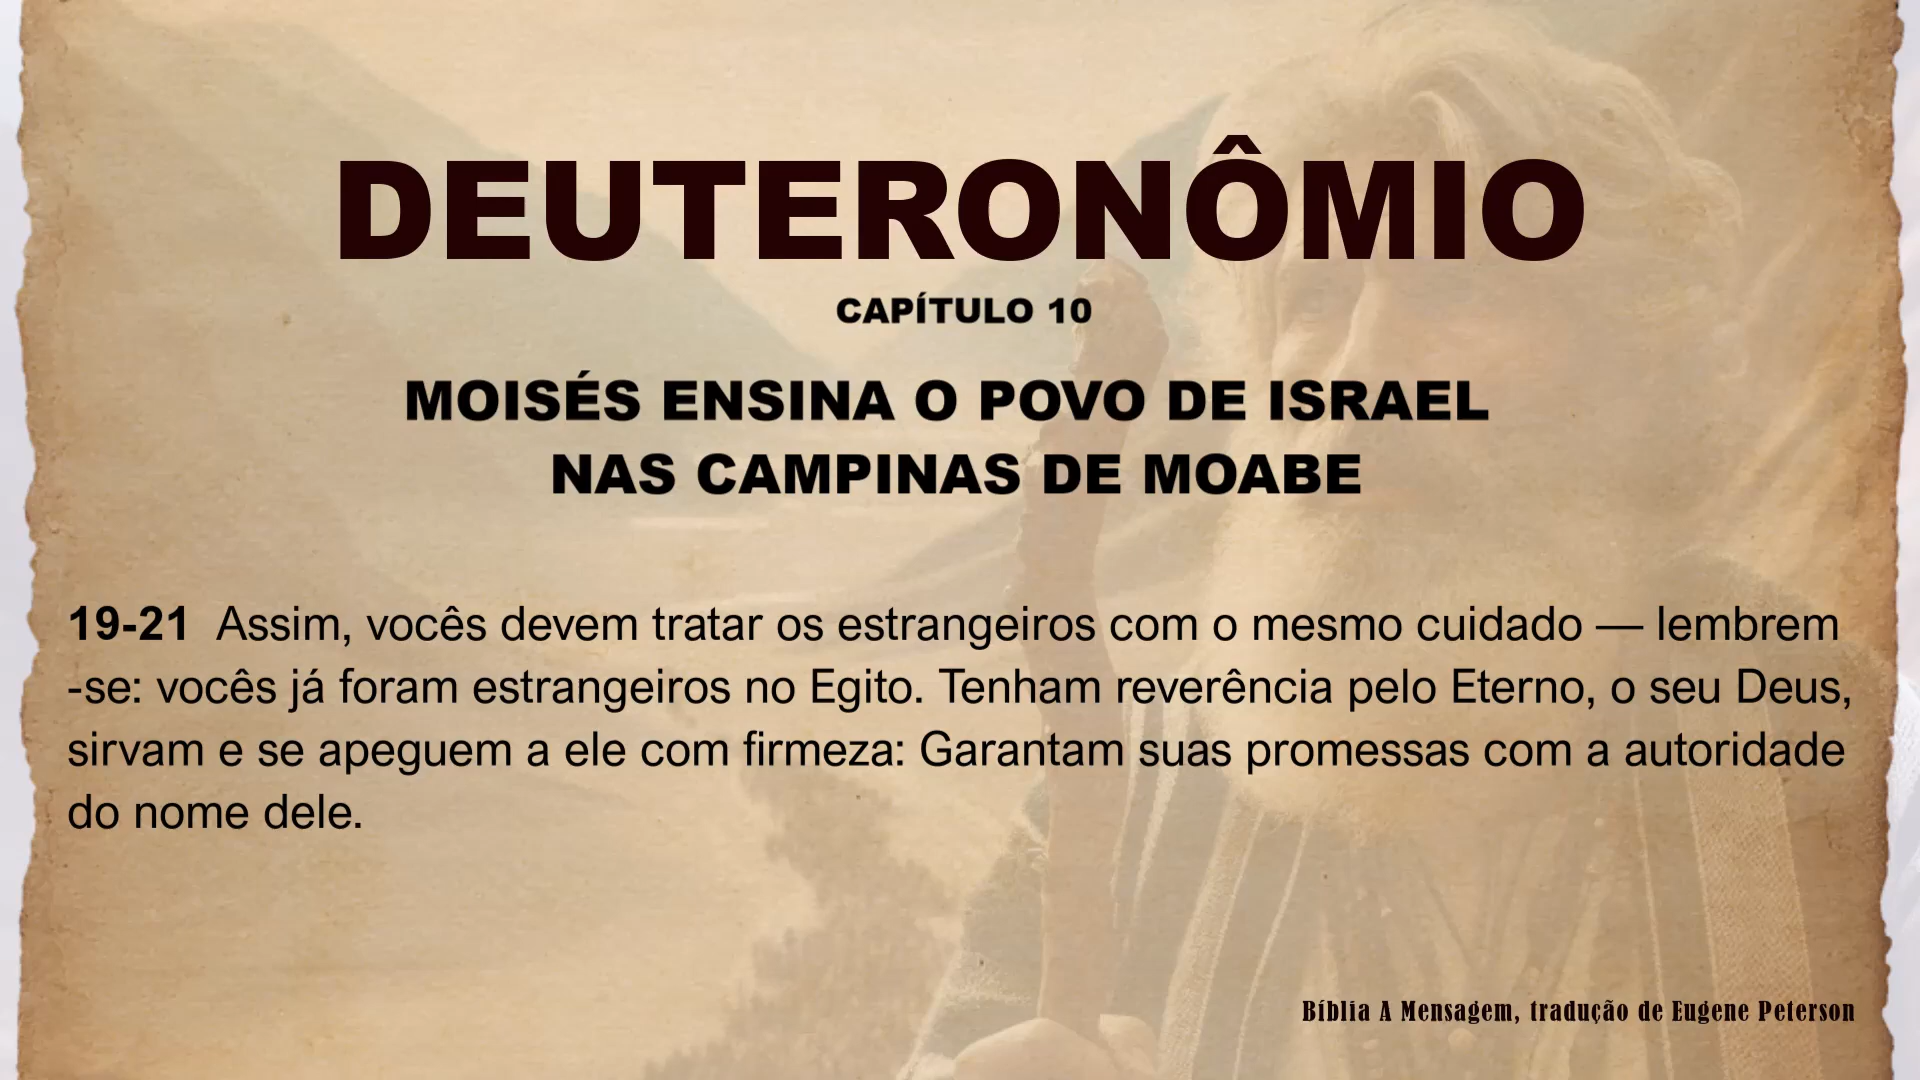 DEUTERONÔMIO
CAPÍTULO 10
MOISÉS ENSINA O POVO DE ISRAEL
NAS CAMPINAS DE MOABE
19-21 Assim, vocês devem tratar os estrangeiros com o mesmo cuidado — lembrem
-se: vocês já foram estrangeiros no Egito. Tenham reverência pelo Eterno, o seu Deus,
sirvam e se apeguem a ele com firmeza: Garantam suas promessas com a autoridade
do nome dele.
Bíblia A Mensagem, tradução de Eugene Peterson